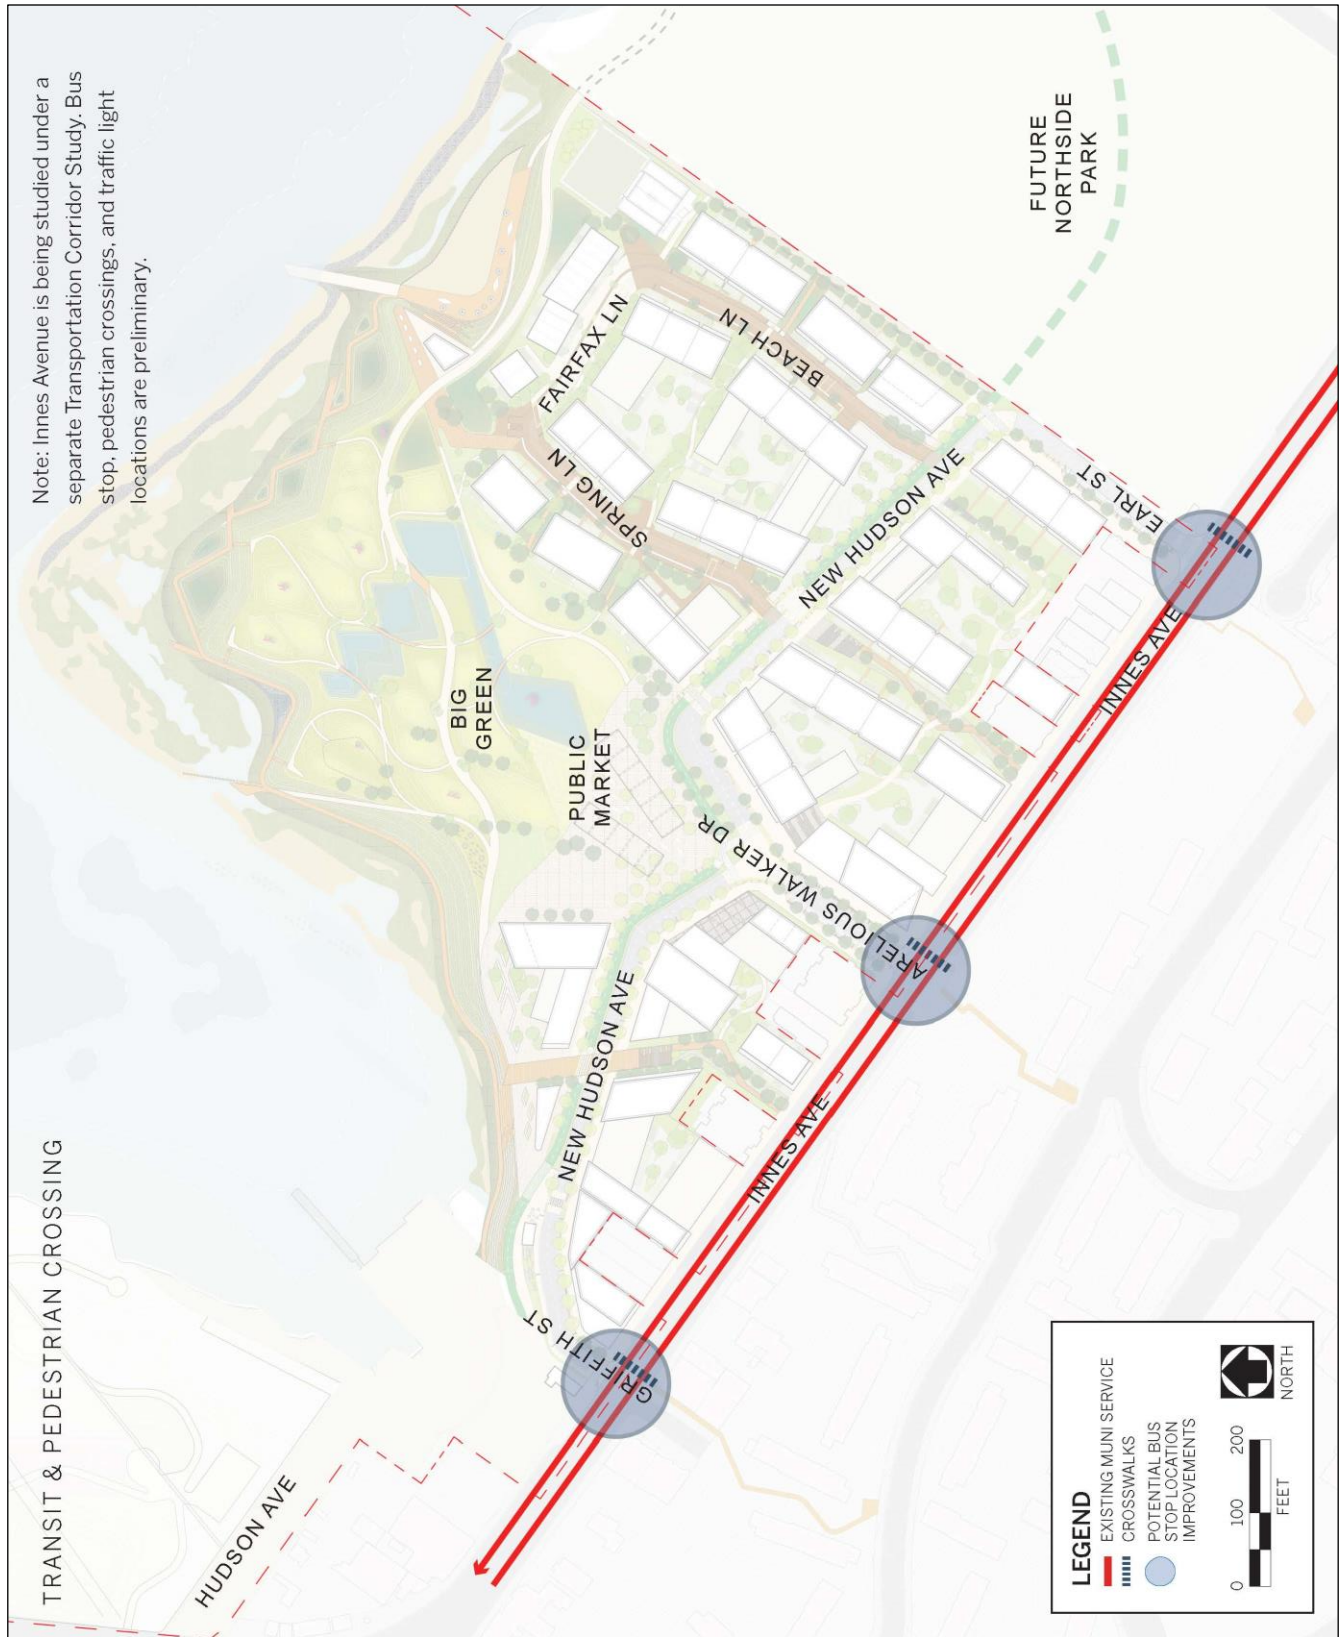 TRANSIT & PEDESTRIAN CROSSING
Note: Innes Avenue is being studied under a
separate Transportation Corridor Study. Bus
stop, pedestrian crossings, and traffic light
locations are preliminary.
HUDSON AVE
GRIFFITH ST
NEW HUDSON AVE
INNES AVE
BIG
GREEN
PUBLIC
MARKET
ARELIOUS WALKER DR
SPRING LN
FAIRFAX LN
BEACH LN
NEW HUDSON AVE
INNES AVE
EARL ST
FUTURE
NORTHSIDE
PARK
LEGEND
EXISTING MUNI SERVICE
CROSSWALKS
POTENTIAL BUS
STOP LOCATION
IMPROVEMENTS
0 100 200
FEET
NORTH